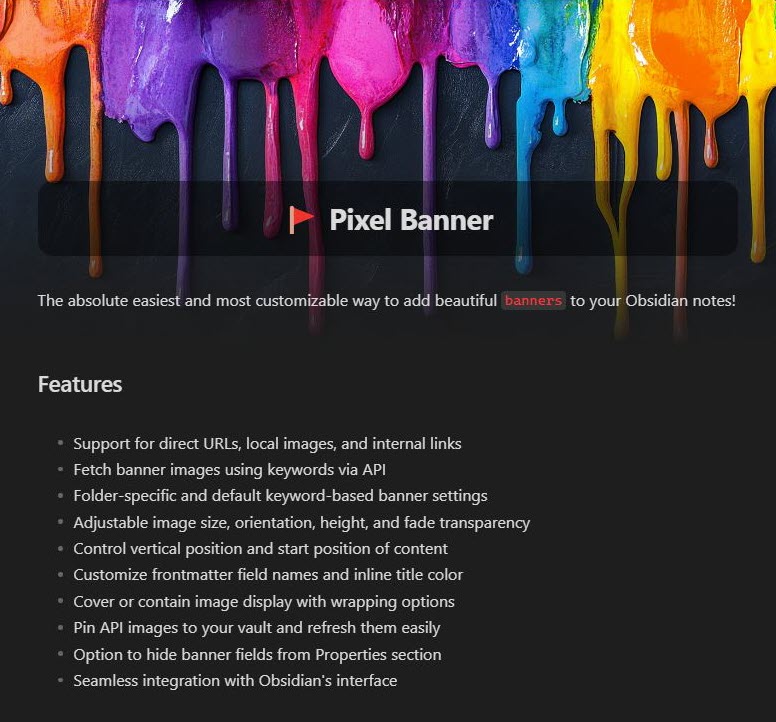 Pixel Banner
The absolute easiest and most customizable way to add beautiful banners to your Obsidian notes!
Features
Support for direct URLs, local images, and internal links
Fetch banner images using keywords via API
Folder-specific and default keyword-based banner settings
Adjustable image size, orientation, height, and fade transparency
Control vertical position and start position of content
Customize frontmatter field names and inline title color
Cover or contain image display with wrapping options
Pin API images to your vault and refresh them easily
Option to hide banner fields from Properties section
Seamless integration with Obsidian's interface